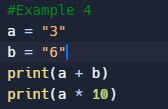 #Example 4
a = "3"
b = "6"
print(a + b)
print(a * 10)